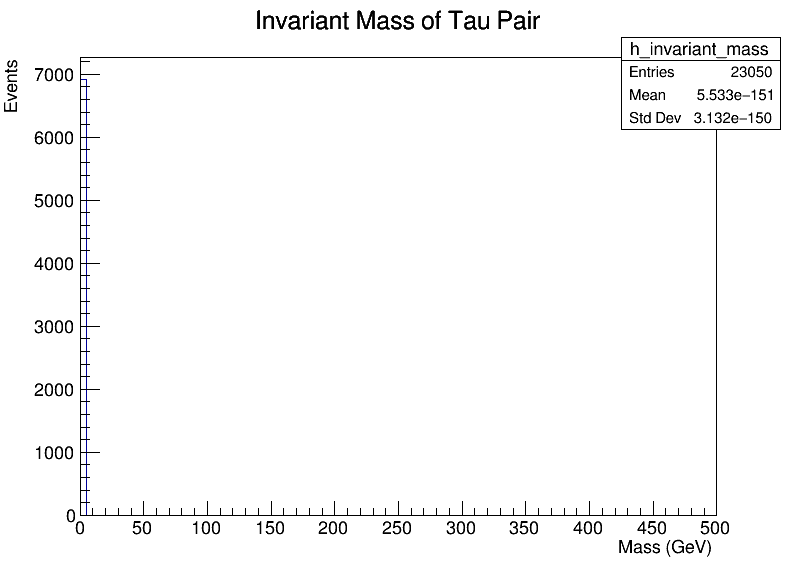 Invariant Mass of Tau Pair
h_invariant_mass
Entries 23050
Mean 5.533e−151
Std Dev 3.132e−150
Events
7000
6000
5000
4000
3000
2000
1000
0
0 50 100 150 200 250 300 350 400 450 500
Mass (GeV)